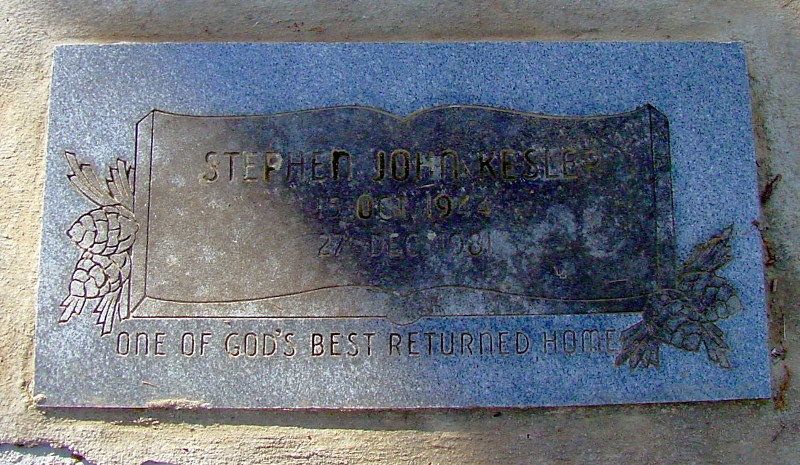 STEPHEN JOHN KESLER
15 OCT 1944
27 DEC 1981
ONE OF GOD'S BEST RETURNED HOME